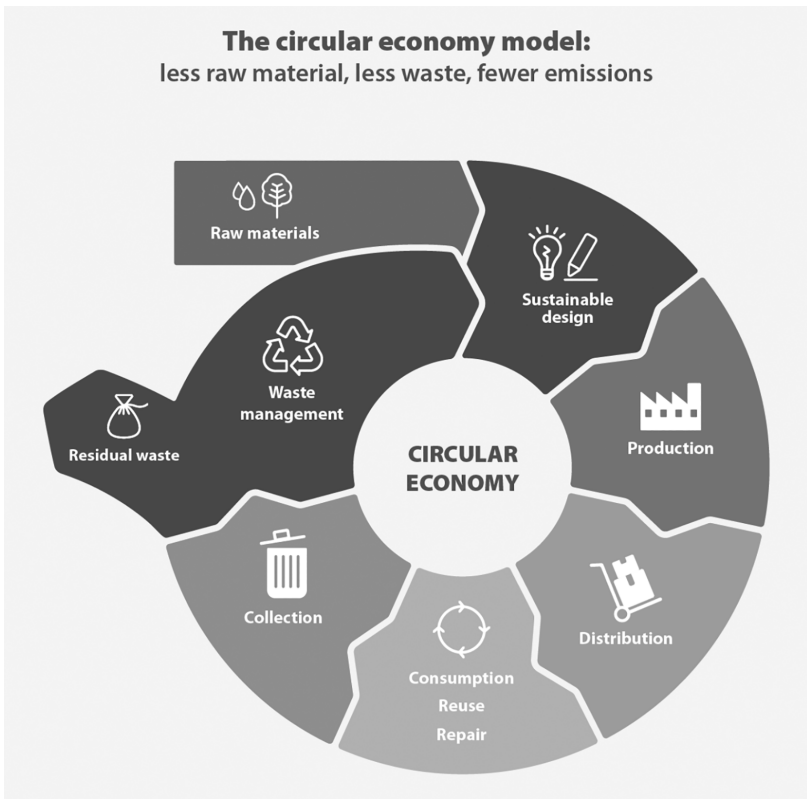 The circular economy model:
less raw material, less waste, fewer emissions
Raw materials
Sustainable
design
Production
Distribution
Consumption
Reuse
Repair
Collection
Waste
management
Residual waste
CIRCULAR
ECONOMY